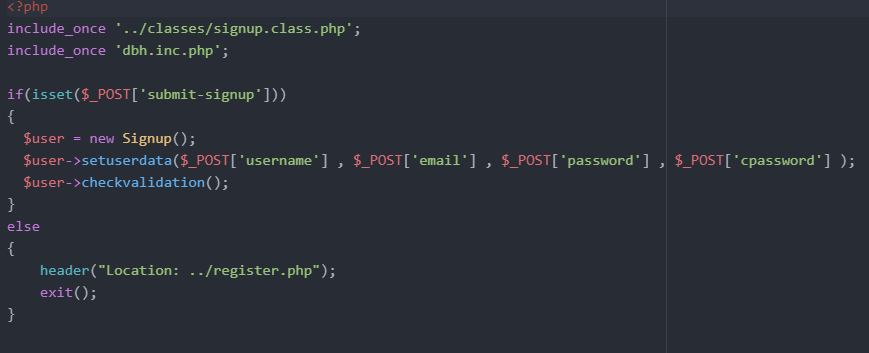 <?php
include_once '../classes/signup.class.php';
include_once 'dbh.inc.php';

if(isset($_POST['submit-signup']))
{
  $user = new Signup();
  $user->setuserdata($_POST['username'] , $_POST['email'] , $_POST['password'] , $_POST['cpassword'] );
  $user->checkvalidation();
}
else
{
    header("Location: ../register.php");
    exit();
}